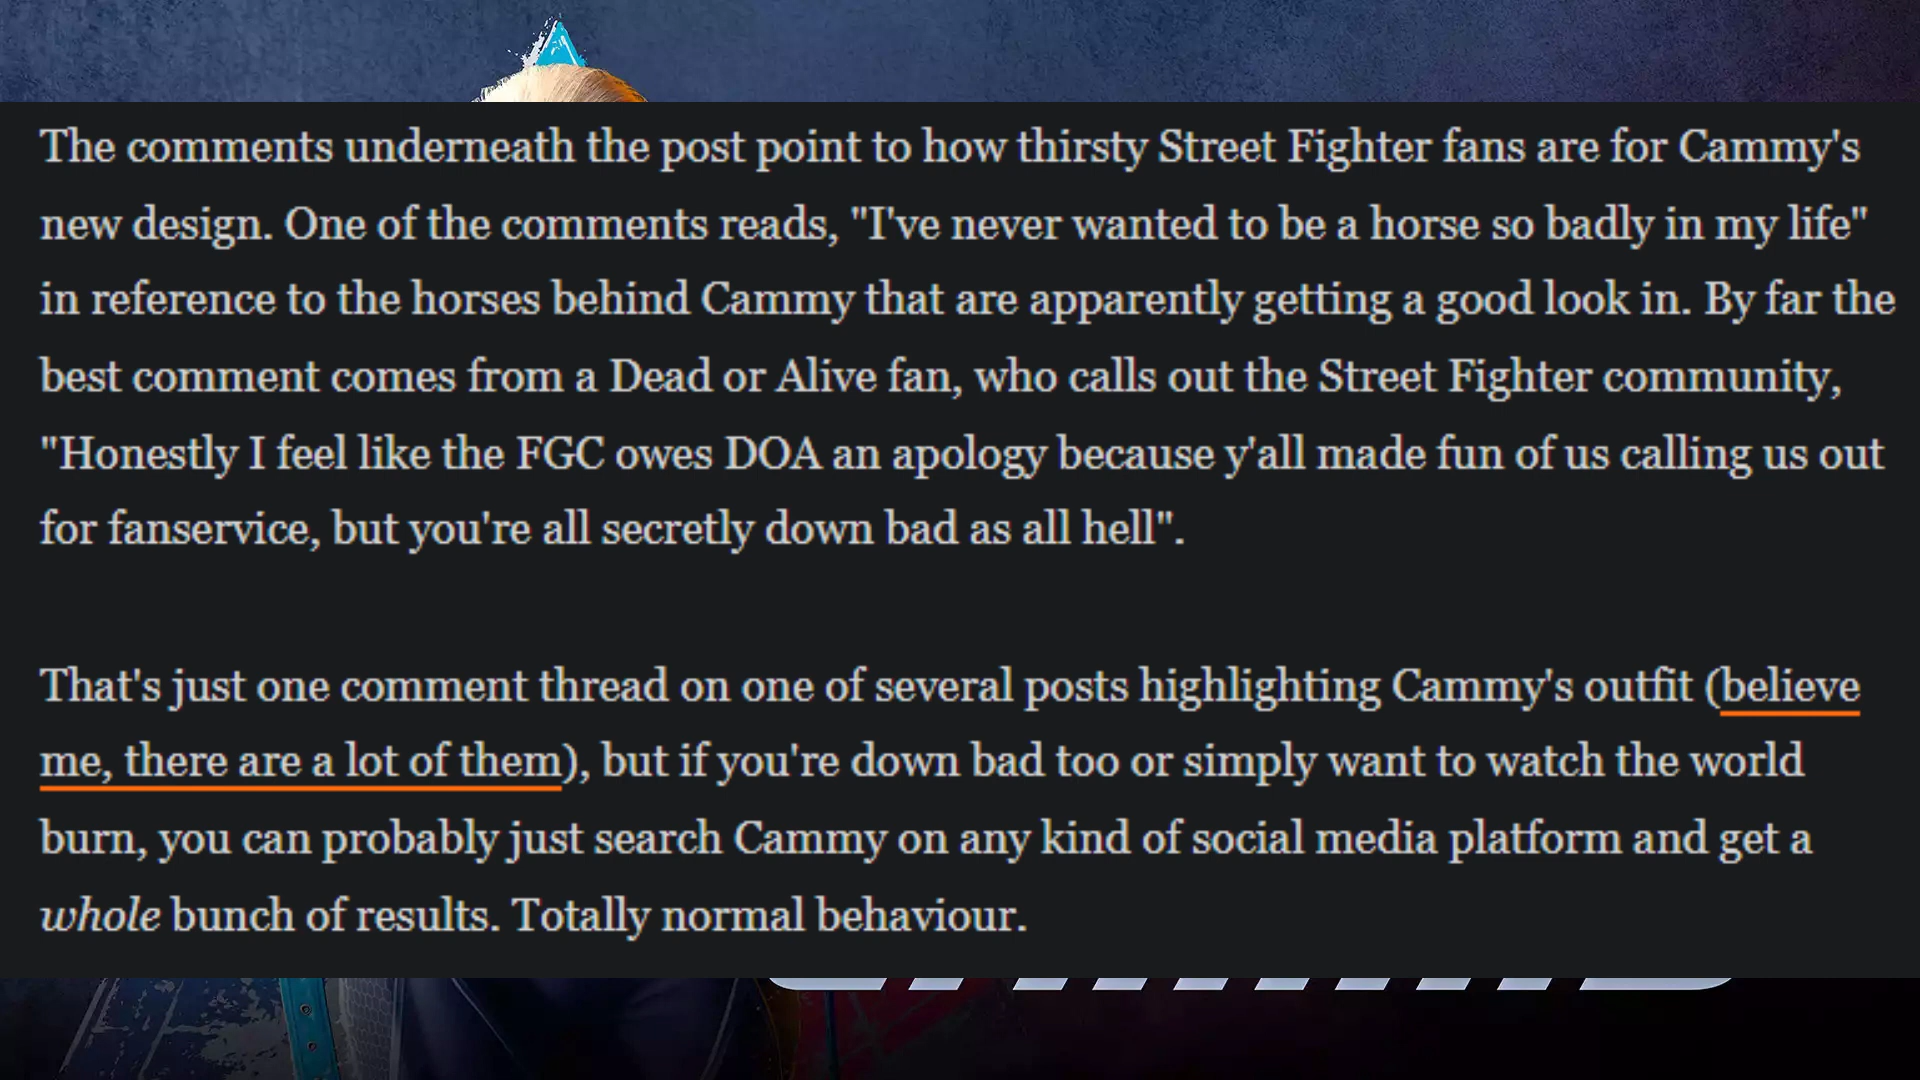 The comments underneath the post point to how thirsty Street Fighter fans are for Cammy's
new design. One of the comments reads, "I've never wanted to be a horse so badly in my life"
in reference to the horses behind Cammy that are apparently getting a good look in. By far the
best comment comes from a Dead or Alive fan, who calls out the Street Fighter community,
"Honestly I feel like the FGC owes DOA an apology because y'all made fun of us calling us out
for fanservice, but you're all secretly down bad as all hell".
That's just one comment thread on one of several posts highlighting Cammy's outfit (believe
me, there are a lot of them), but if you're down bad too or simply want to watch the world
burn, you can probably just search Cammy on any kind of social media platform and get a
whole bunch of results. Totally normal behaviour.